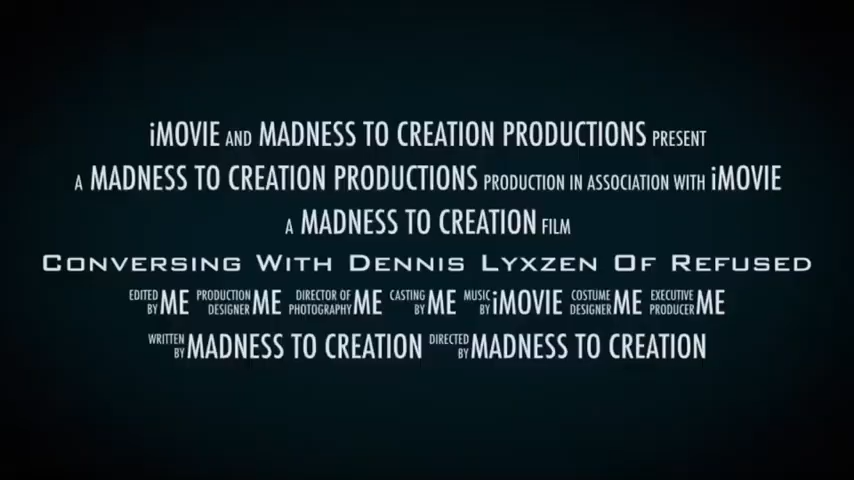 iMOVIE AND MADNESS TO CREATION PRODUCTIONS PRESENT
A MADNESS TO CREATION PRODUCTIONS PRODUCTION IN ASSOCIATION WITH iMOVIE
A MADNESS TO CREATION FILM
CONVERSING WITH DENNIS LYXZEN OF REFUSED
EDITED BY ME PRODUCTION DESIGNER ME DIRECTOR OF PHOTOGRAPHY ME CASTING BY ME MUSIC BY iMOVIE COSTUME DESIGNER ME EXECUTIVE PRODUCER ME
WRITTEN BY MADNESS TO CREATION DIRECTED BY MADNESS TO CREATION